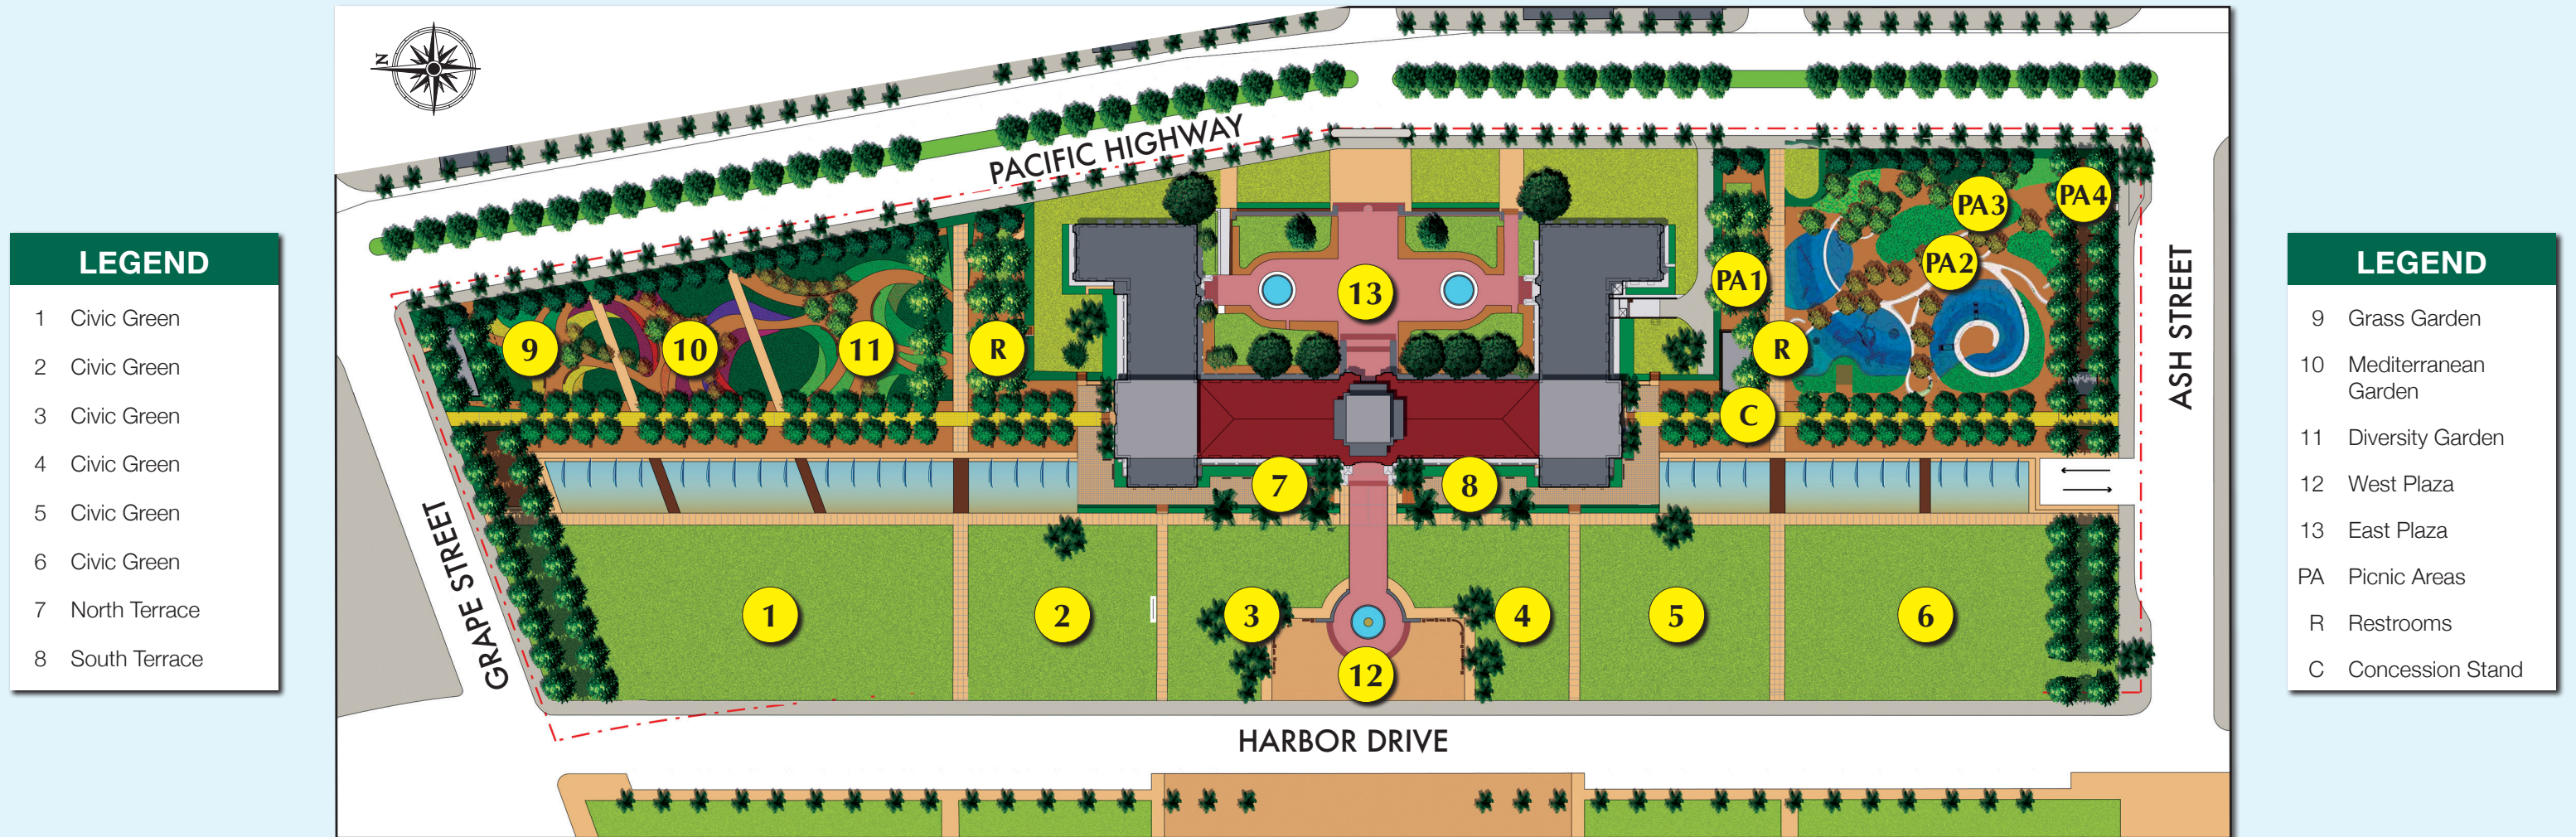 LEGEND
1 Civic Green
2 Civic Green
3 Civic Green
4 Civic Green
5 Civic Green
6 Civic Green
7 North Terrace
8 South Terrace
N
PACIFIC HIGHWAY
PA3
PA4
PA2
PA1
13
9
10
11
R
R
C
7
8
1
2
3
4
5
6
12
GRAPE STREET
ASH STREET
HARBOR DRIVE
LEGEND
9 Grass Garden
10 Mediterranean
Garden
11 Diversity Garden
12 West Plaza
13 East Plaza
PA Picnic Areas
R Restrooms
C Concession Stand